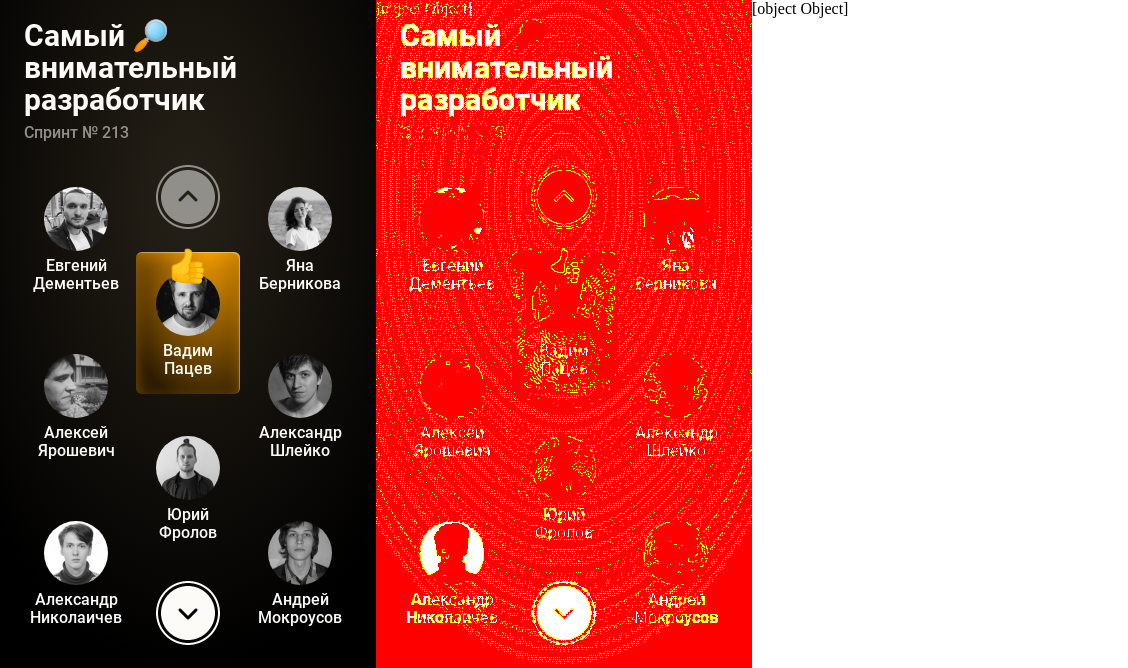 Самый 🔎
внимательный
разработчик
Спринт № 213
Евгений
Дементьев
Яна
Берникова
👍
Вадим
Пацев
Алексей
Ярошевич
Александр
Шлейко
Юрий
Фролов
Александр
Николаичев
Андрей
Мокроусов
[object Object]
Самый
внимательный
разработчик
Евгений
Дементьев
Яна
Берникова
Вадим
Пацев
Алексей
Ярошевич
Александр
Шлейко
Юрий
Фролов
Александр
Николаичев
Андрей
Мокроусов
[object Object]